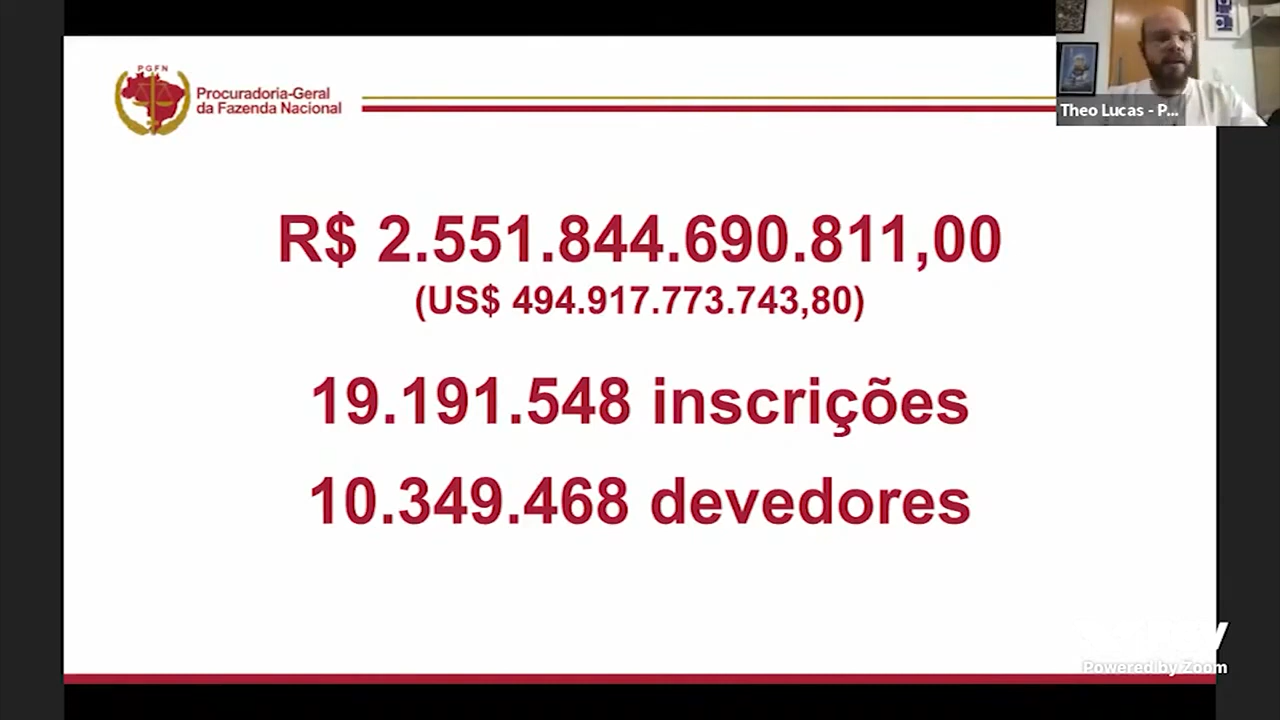 PGFN
Procuradoria-Geral
da Fazenda Nacional
Theo Lucas - P...
R$ 2.551.844.690.811,00
(US$ 494.917.773.743,80)
19.191.548 inscrições
10.349.468 devedores
Powered by Zoom